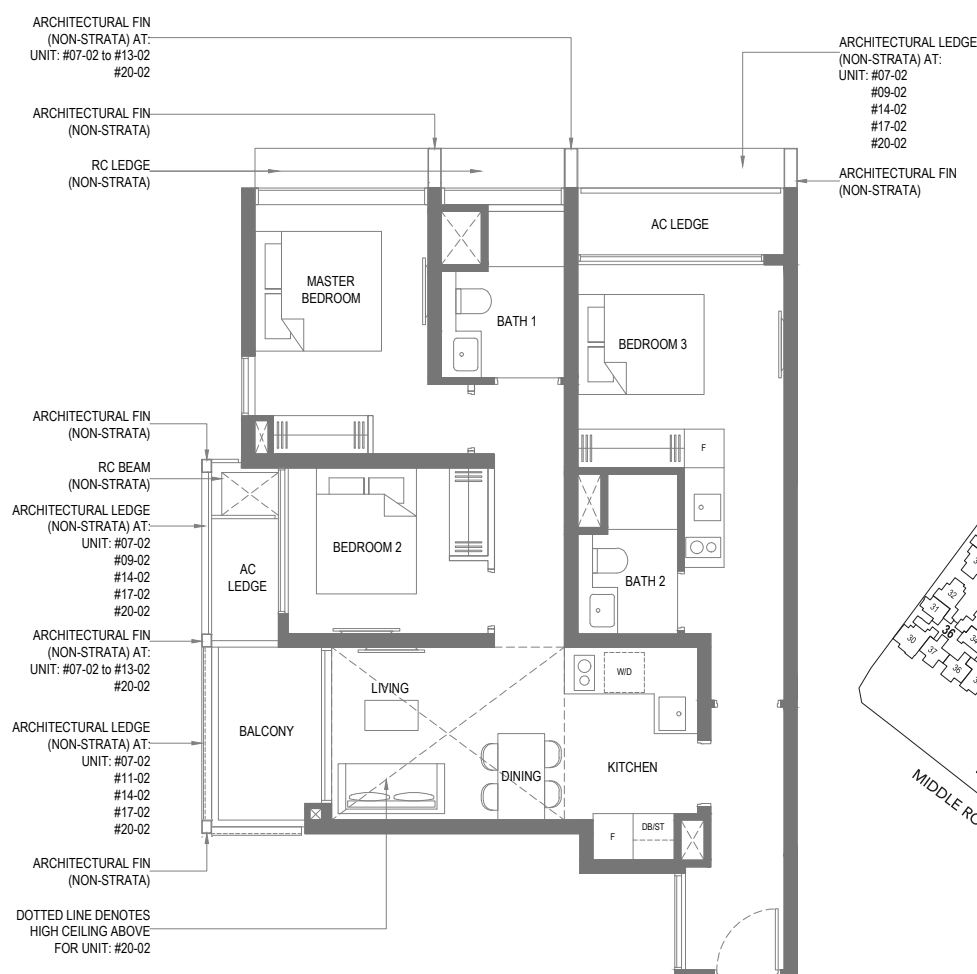 ARCHITECTURAL FIN
(NON-STRATA) AT:
UNIT: #07-02 to #13-02
#20-02
ARCHITECTURAL FIN
(NON-STRATA)
RC LEDGE
(NON-STRATA)
ARCHITECTURAL LEDGE
(NON-STRATA) AT:
UNIT: #07-02
#09-02
#14-02
#17-02
#20-02
ARCHITECTURAL FIN
(NON-STRATA)
AC LEDGE
MASTER
BEDROOM
BATH 1
BEDROOM 3
F
ARCHITECTURAL FIN
(NON-STRATA)
RC BEAM
(NON-STRATA)
ARCHITECTURAL LEDGE
(NON-STRATA) AT:
UNIT: #07-02
#09-02
#14-02
#17-02
#20-02
ARCHITECTURAL FIN
(NON-STRATA) AT:
UNIT: #07-02 to #13-02
#20-02
ARCHITECTURAL LEDGE
(NON-STRATA) AT:
UNIT: #07-02
#11-02
#14-02
#17-02
#20-02
ARCHITECTURAL FIN
(NON-STRATA)
DOTTED LINE DENOTES
HIGH CEILING ABOVE
FOR UNIT: #20-02
BEDROOM 2
AC
LEDGE
BATH 2
LIVING
W/D
BALCONY
DINING
KITCHEN
F
DB/ST
32
31
36
30
37
36
MIDDLE RO